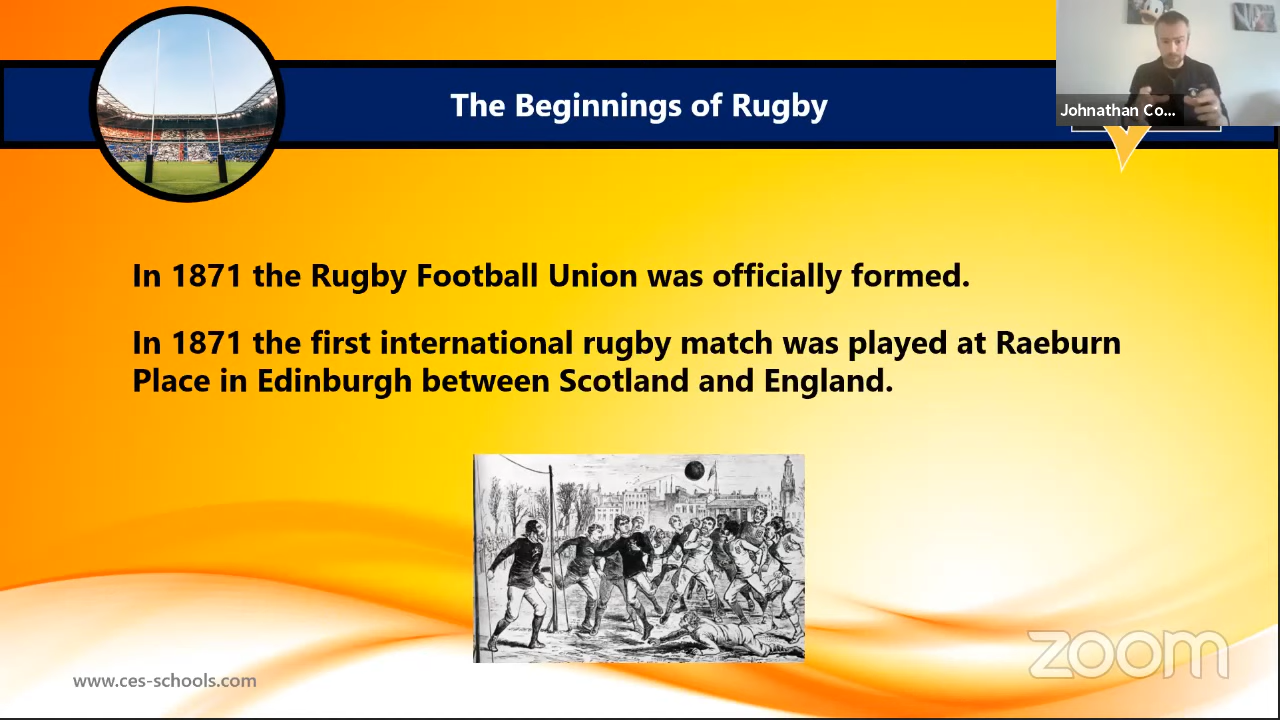 The Beginnings of Rugby
Johnathan Co...
In 1871 the Rugby Football Union was officially formed.
In 1871 the first international rugby match was played at Raeburn
Place in Edinburgh between Scotland and England.
www.ces-schools.com
zoom